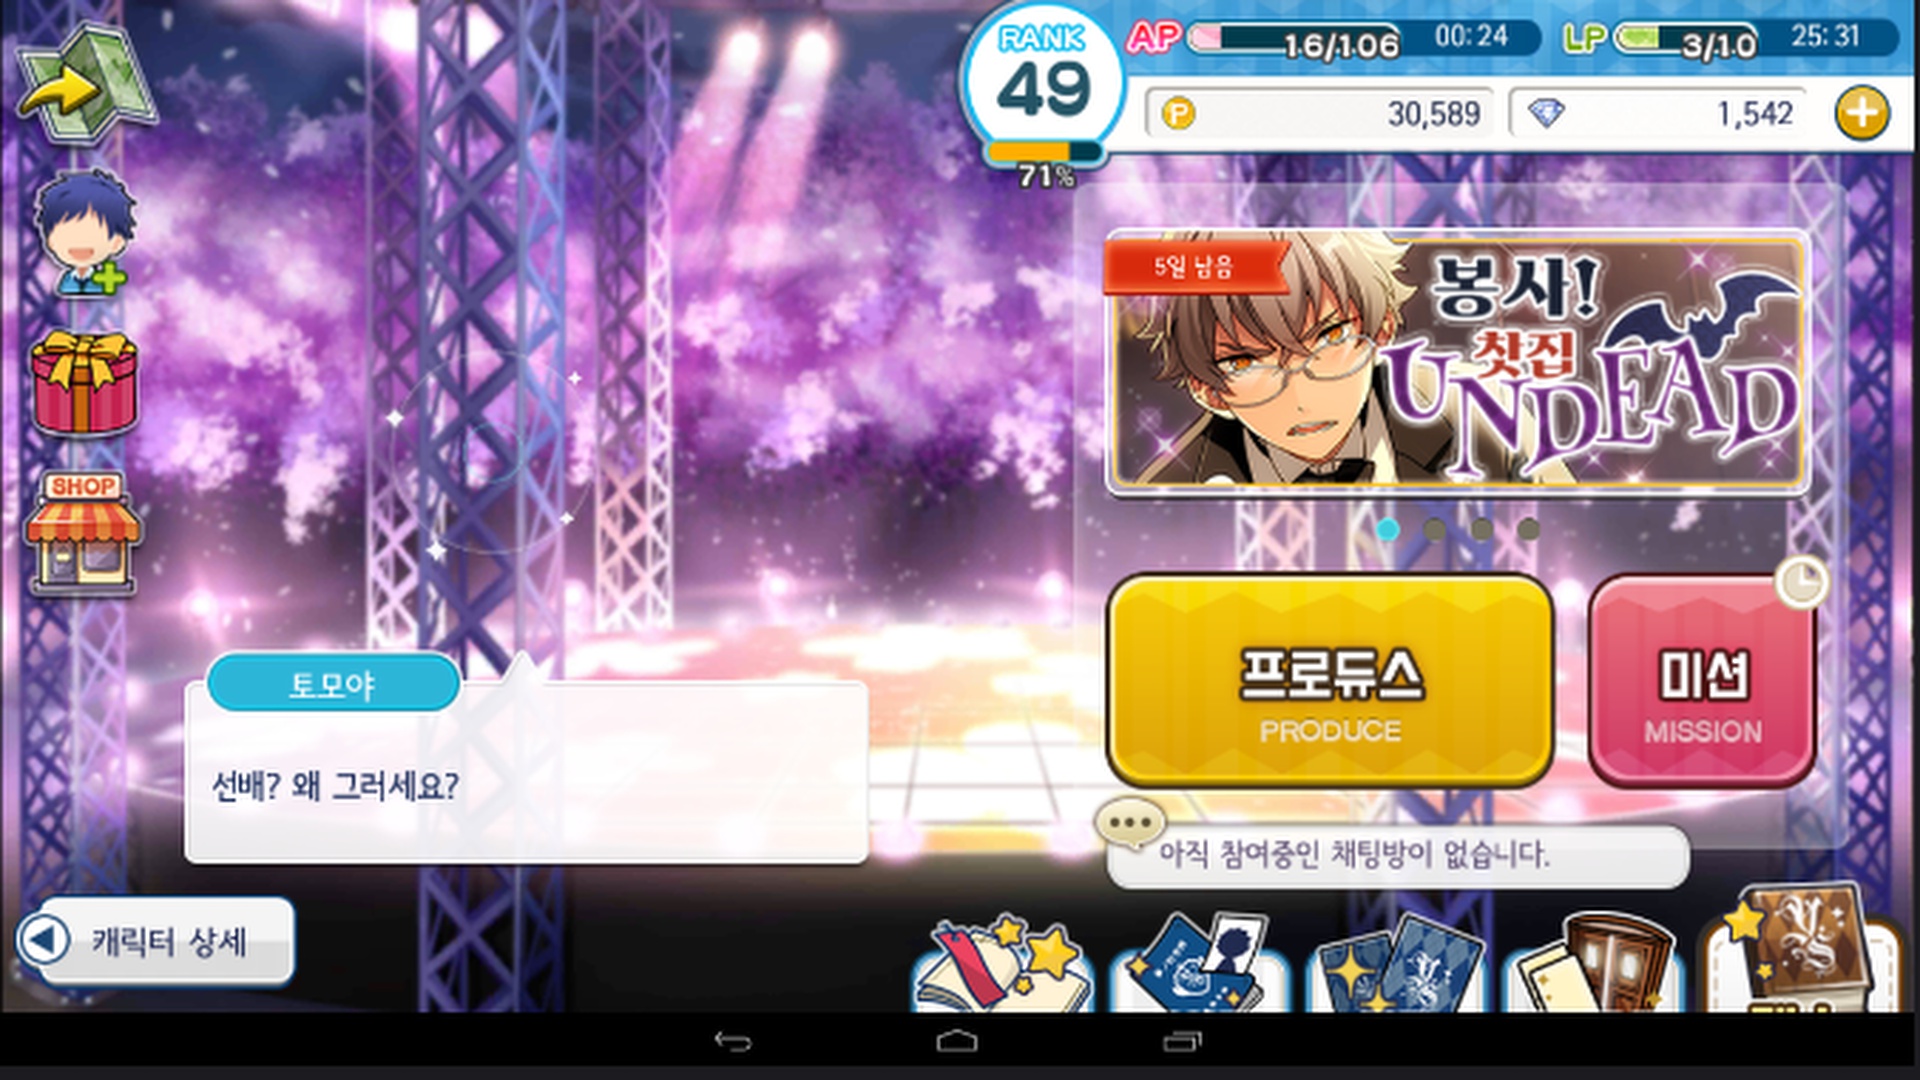 RANK
49
71%
AP
16/106
00:24
LP
3/10
25:31
P
30,589
1,542
SHOP
5일 남음
봉사!
찻집
UNDEAD
프로듀스
PRODUCE
미션
MISSION
토모야
선배? 왜 그러세요?
아직 참여중인 채팅방이 없습니다.
캐릭터 상세